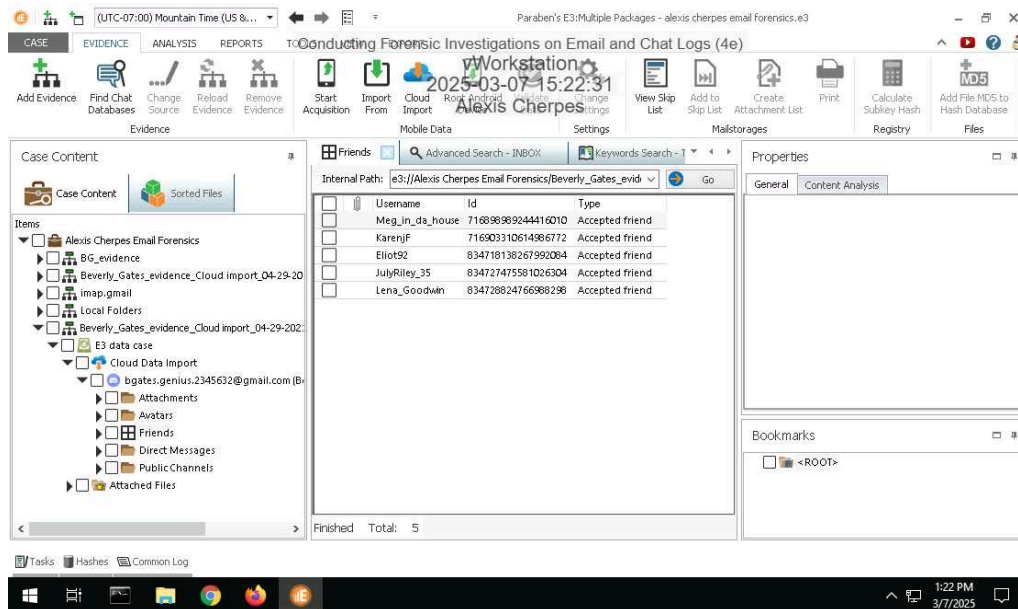 (UTC-07:00) Mountain Time (US &...
Paraben's E3:Multiple Packages - alexis cherpes email forensics.e3
CASE EVIDENCE ANALYSIS REPORTS
Conducting Forensic Investigations on Email and Chat Logs (4e)
vWorkstation
2025-03-07 15:22:31
Alexis Cherpes
Add Evidence
Find Chat Databases
Change Source
Reload Evidence
Remove Evidence
Evidence
Start Acquisition
Import From
Cloud Import
Root Android
Mobile Data
Change Settings
Settings
View Skip List
Add to Skip List
Create Attachment List
Print
Mailstorages
Calculate Subkey Hash
Registry
MD5
Add File MD5 to Hash Database
Files
Case Content
Case Content
Sorted Files
Items
Alexis Cherpes Email Forensics
BG_evidence
Beverly_Gates_evidence_Cloud import_04-29-20
imap.gmail
Local Folders
Beverly_Gates_evidence_Cloud import_04-29-202
E3 data case
Cloud Data Import
bgates.genius.2345632@gmail.com (B
Attachments
Avatars
Friends
Direct Messages
Public Channels
Attached Files
Friends
Advanced Search - INBOX
Keywords Search - 
Internal Path: e3://Alexis Cherpes Email Forensics/Beverly_Gates_evid
Go
Username Id Type
Meg_in_da_house 716898989244416010 Accepted friend
KarenjF 716903310614986772 Accepted friend
Eliot92 834718138267992084 Accepted friend
JulyRiley_35 834727475581026304 Accepted friend
Lena_Goodwin 834728824766988298 Accepted friend
Finished Total: 5
Properties
General
Content Analysis
Bookmarks
<ROOT>
Tasks Hashes Common Log
1:22 PM
3/7/2025